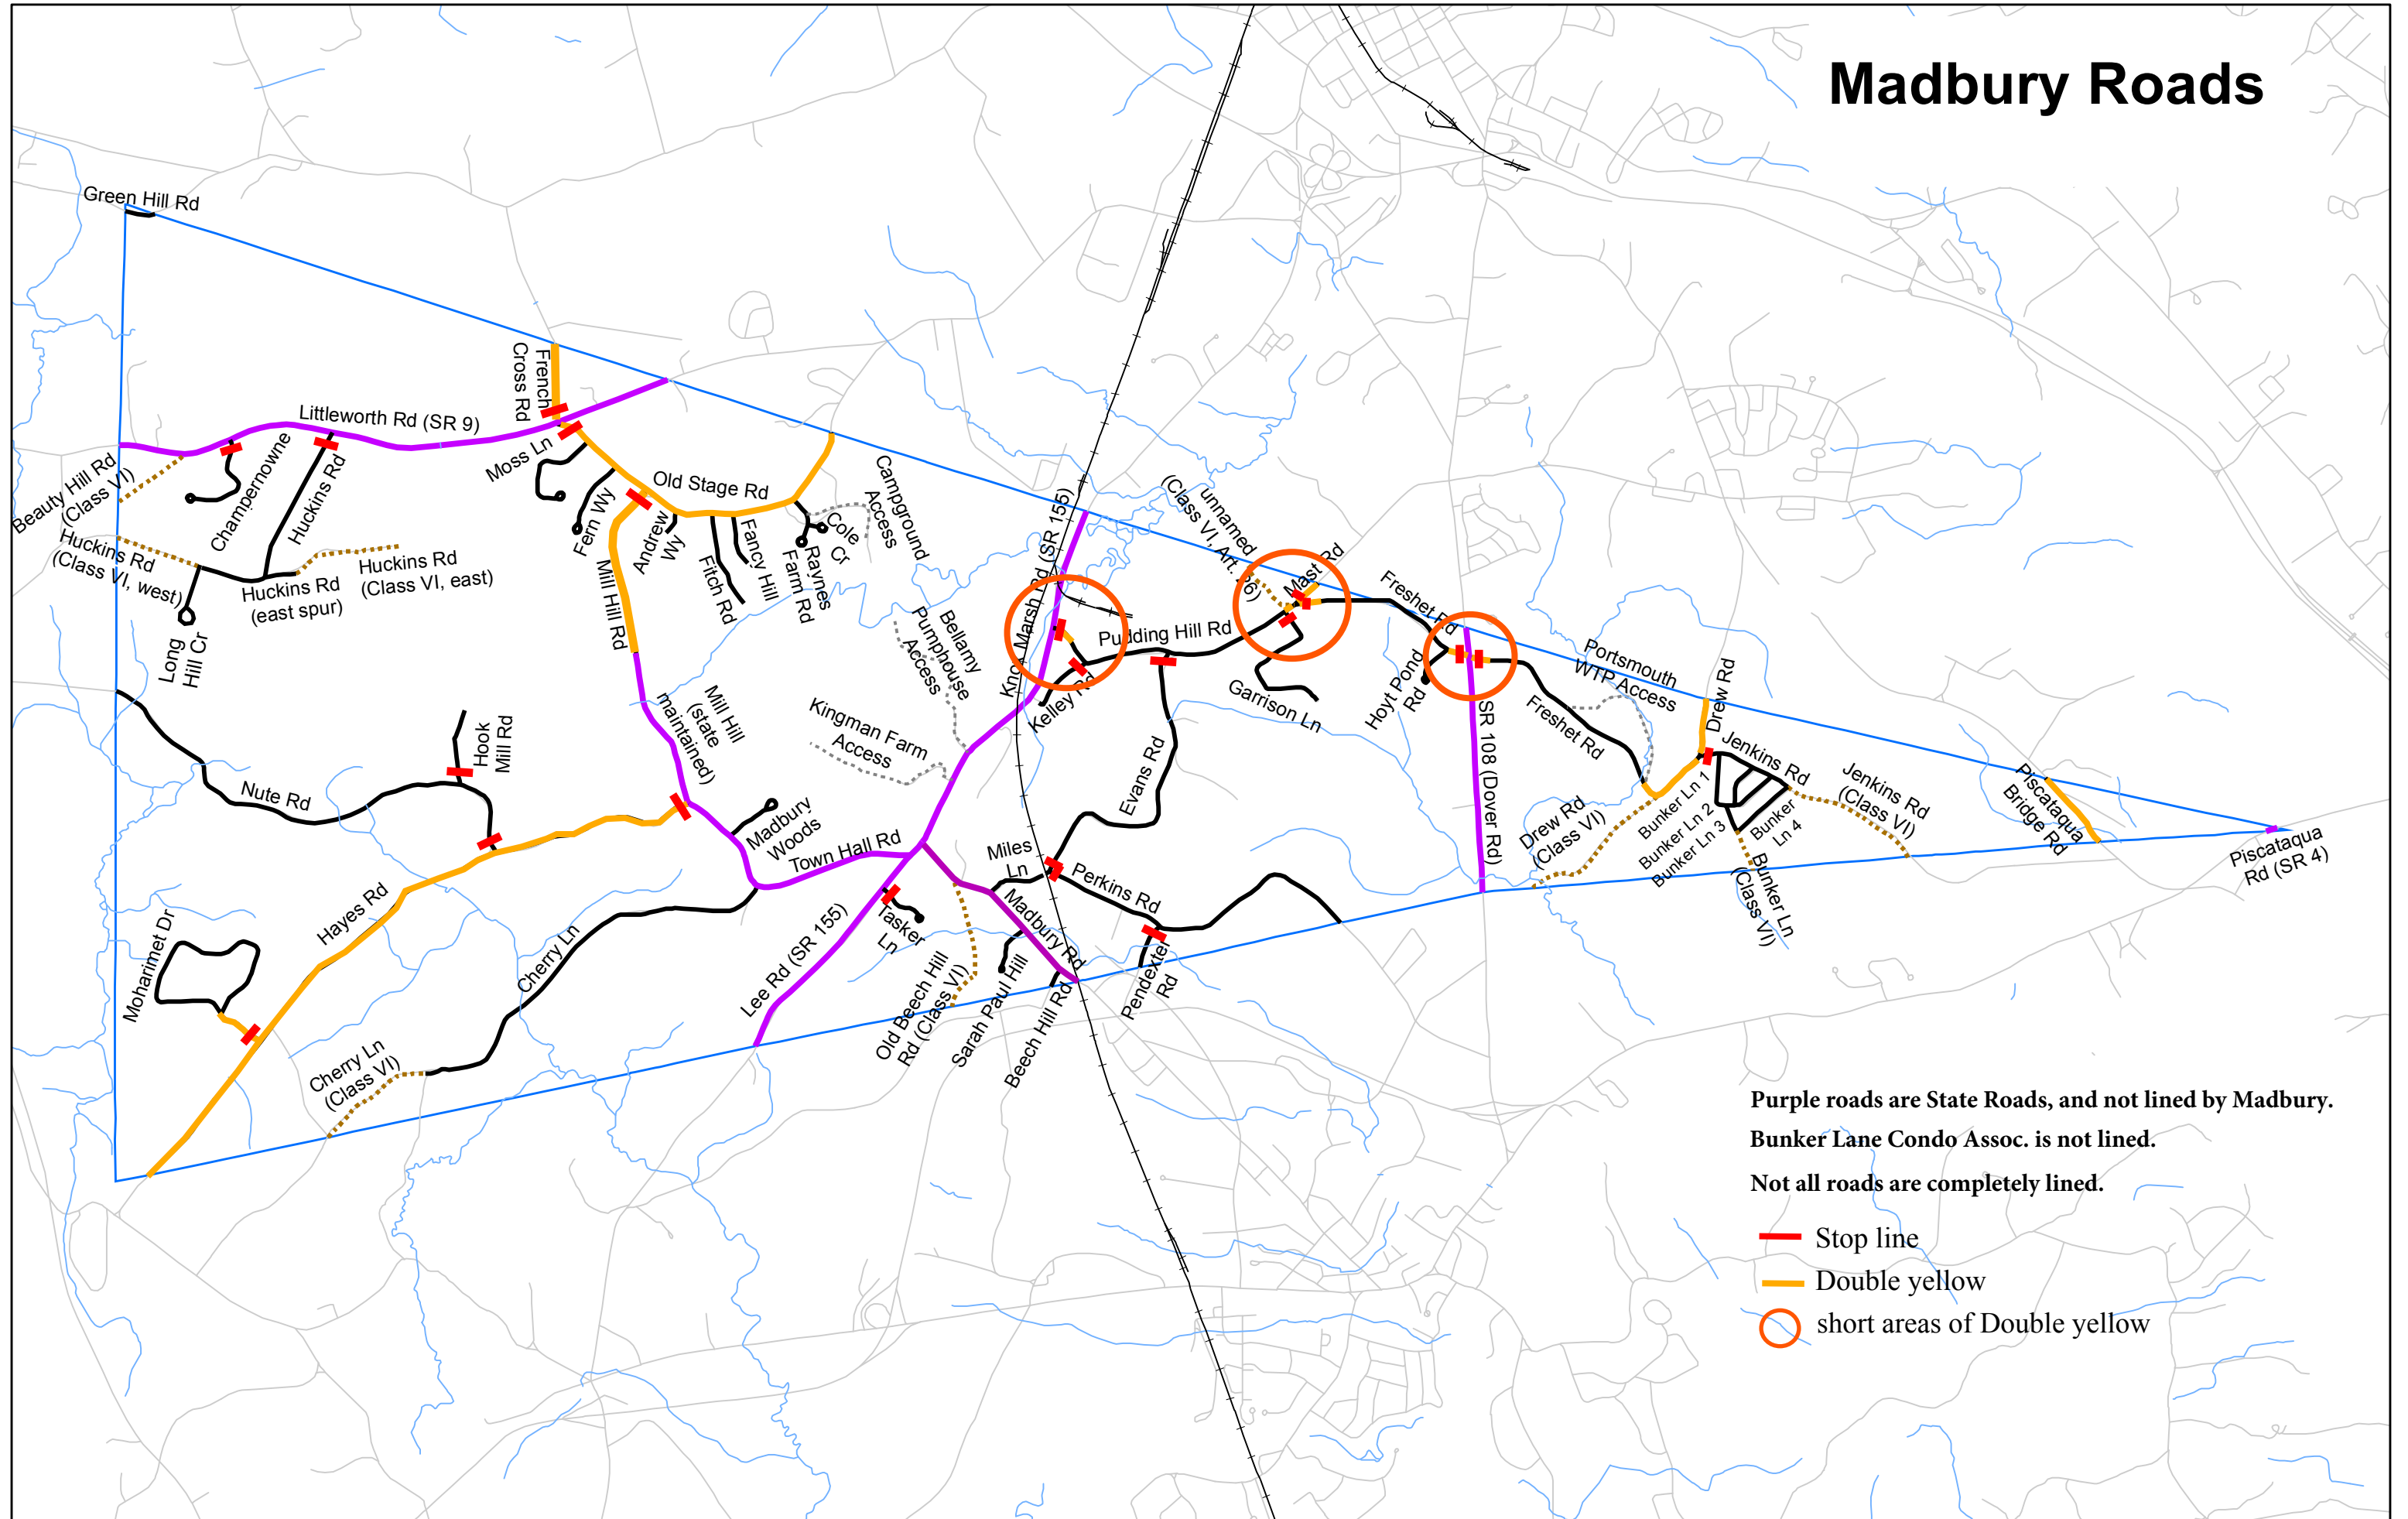 Madbury Roads
Green Hill Rd
French
Cross Rd
Littleworth Rd (SR 9)
Beauty Hill Rd
(Class VI)
Champernowne
Huckins Rd
Moss Ln
Fern Wy
Old Stage Rd
Andrew
Wy
Fitch Rd
Fancy Hill
Raynes
Farm Rd
Cole
Cr
Campground
Access
Huckins Rd
(Class VI, west)
Huckins Rd
(east spur)
Huckins Rd
(Class VI, east)
Long
Hill Cr
Mill Hill Rd
Mill Hill
(state
maintained)
Bellamy
Pumphouse
Access
Kingman Farm
Access
Knox Marsh Rd (SR 155)
Kelley Rd
Pudding Hill Rd
unnamed
(Class VI, Art. 26)
Mast Rd
Garrison Ln
Freshet Rd
Hoyt Pond
Rd
SR 108 (Dover Rd)
Freshet Rd
Portsmouth
WTP Access
Drew Rd
Jenkins Rd
Jenkins Rd
(Class VI)
Bunker Ln 1
Bunker Ln 2
Bunker Ln 3
Bunker
Ln 4
Bunker Ln
(Class VI)
Drew Rd
(Class VI)
Piscataqua
Bridge Rd
Piscataqua
Rd (SR 4)
Hook
Mill Rd
Nute Rd
Madbury
Woods
Town Hall Rd
Evans Rd
Miles
Ln
Perkins Rd
Madbury Rd
Tasker
Ln
Lee Rd (SR 155)
Old Beech Hill
Rd (Class VI)
Sarah Paul Hill
Beech Hill Rd
Pendexter
Rd
Hayes Rd
Moharimet Dr
Cherry Ln
Cherry Ln
(Class VI)
Purple roads are State Roads, and not lined by Madbury.
Bunker Lane Condo Assoc. is not lined.
Not all roads are completely lined.
Stop line
Double yellow
short areas of Double yellow